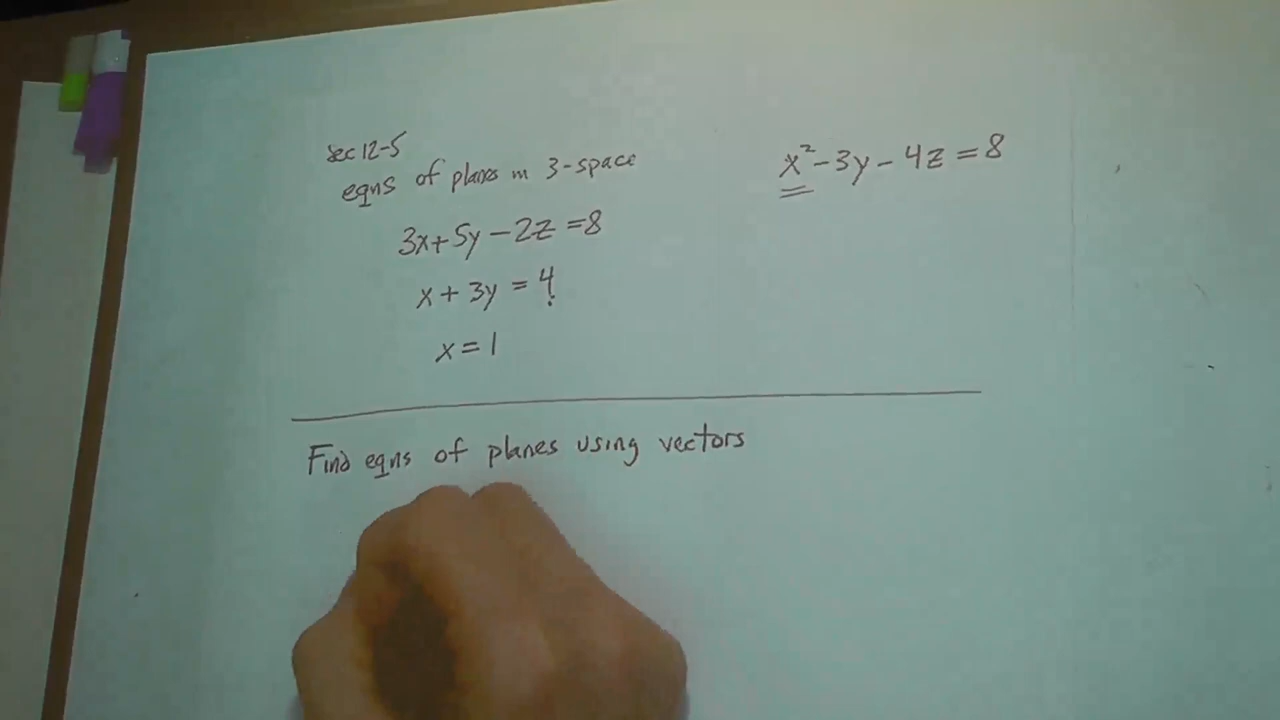 sec 12-5
eqns of planes in 3-space
3x+5y-2z=8
x+3y=4
x=1
x²-3y-4z=8
Find eqns of planes using vectors